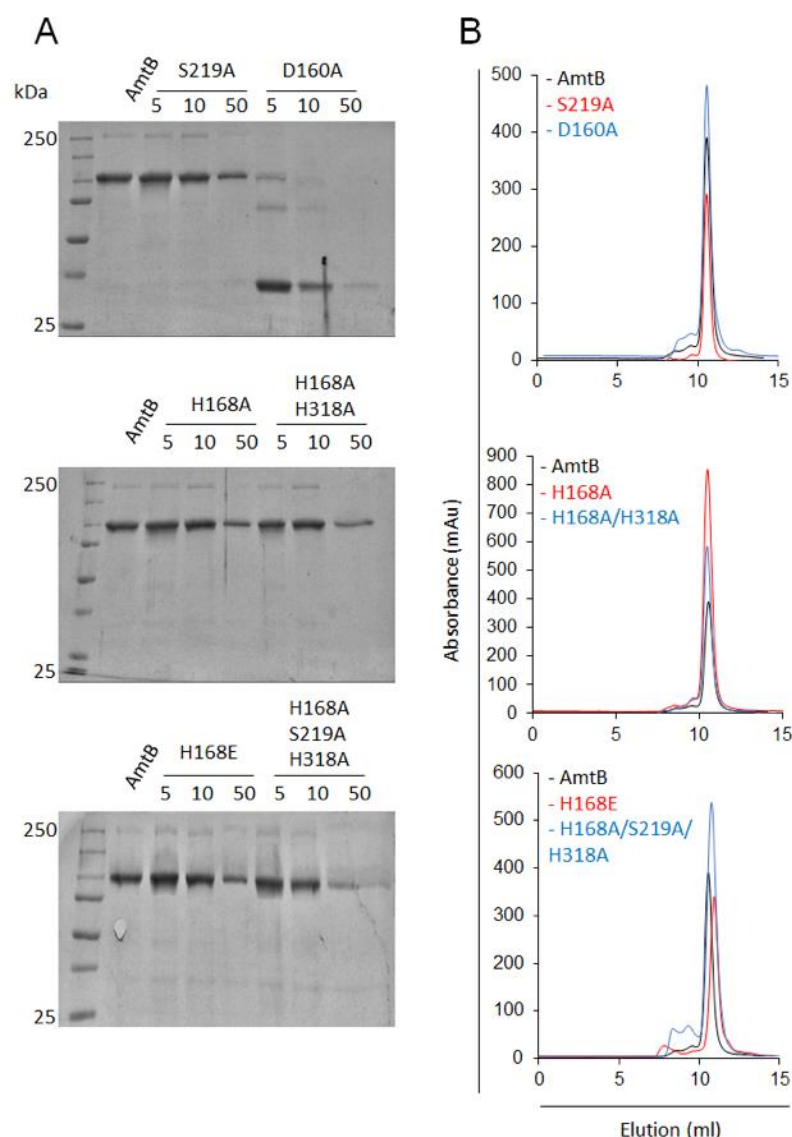 A
AmtB S219A D160A
kDa 5 10 50 5 10 50
250
25
H168A
AmtB H168A H318A
5 10 50 5 10 50
250
25
H168A
S219A
AmtB H168E H318A
5 10 50 5 10 50
250
25
B
500
400
300
200
100
0
0 5 10 15
- AmtB
- S219A
- D160A
900
800
700
600
500
400
300
200
100
0
0 5 10 15
- AmtB
- H168A
- H168A/H318A
Absorbance (mAu)
600
500
400
300
200
100
0
0 5 10 15
- AmtB
- H168E
- H168A/S219A/
H318A
Elution (ml)